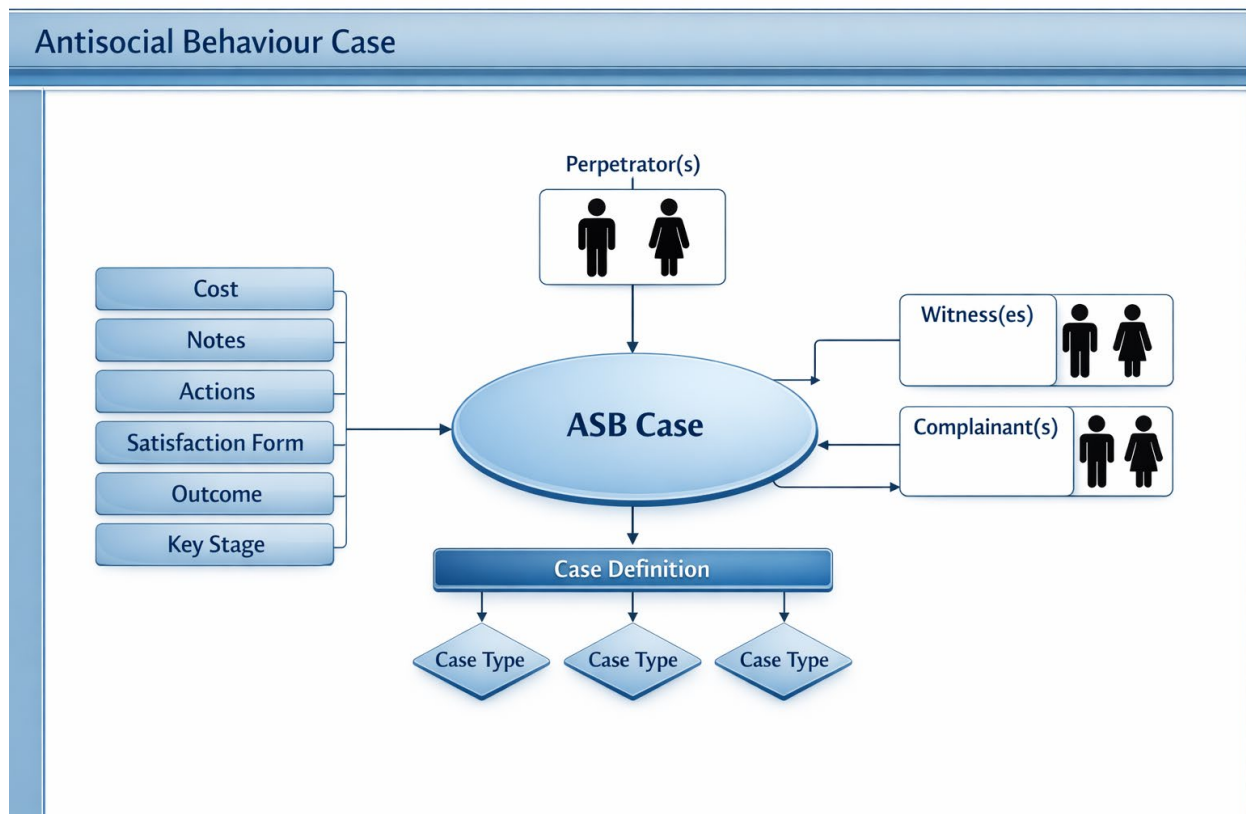 Antisocial Behaviour Case
Perpetrator(s)
Cost
Notes
Actions
Satisfaction Form
Outcome
Key Stage
ASB Case
Witness(es)
Complainant(s)
Case Definition
Case Type
Case Type
Case Type